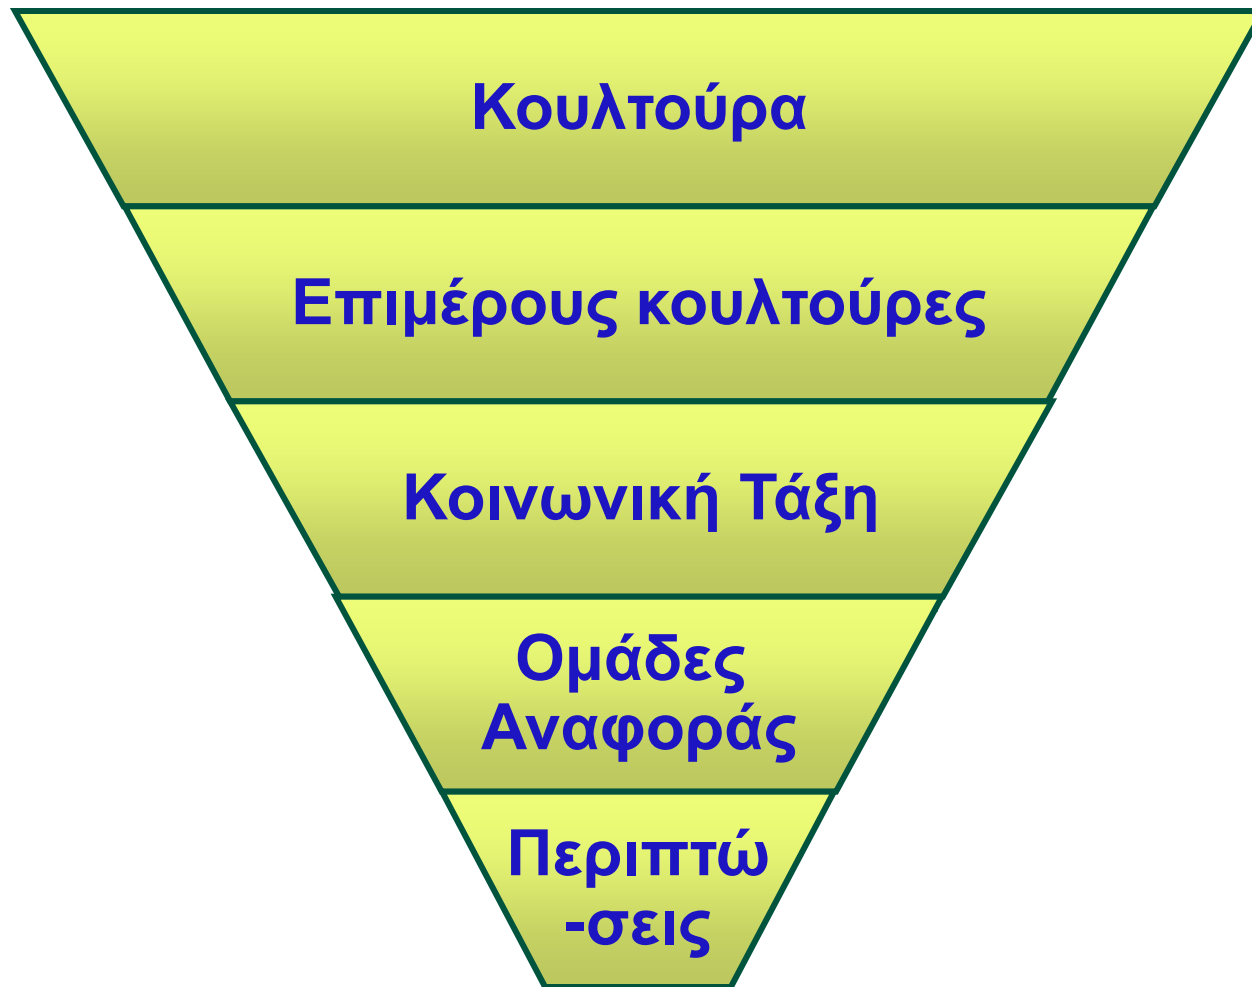 Κουλτούρα
Επιμέρους κουλτούρες
Κοινωνική Τάξη
Ομάδες
Αναφοράς
Περιπτώ
-σεις